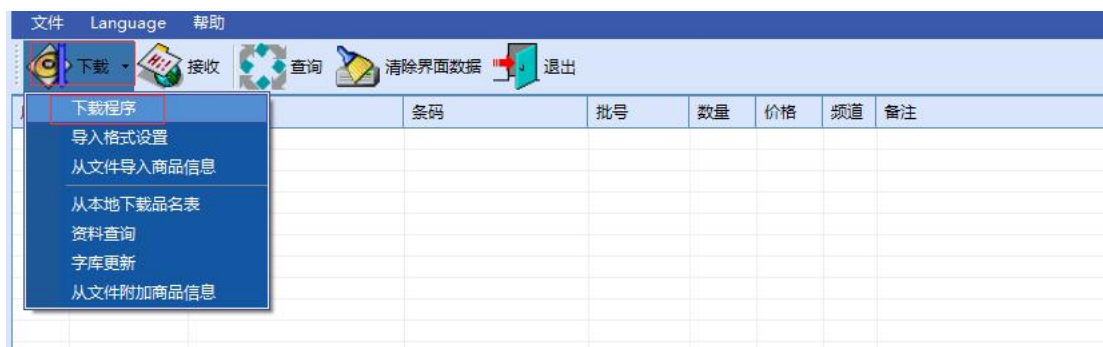 文件 Language 帮助
下载 接收 查询 清除界面数据 退出
条码 批号 数量 价格 频道 备注
下载程序
导入格式设置
从文件导入商品信息
从本地下载品名表
资料查询
字库更新
从文件附加商品信息